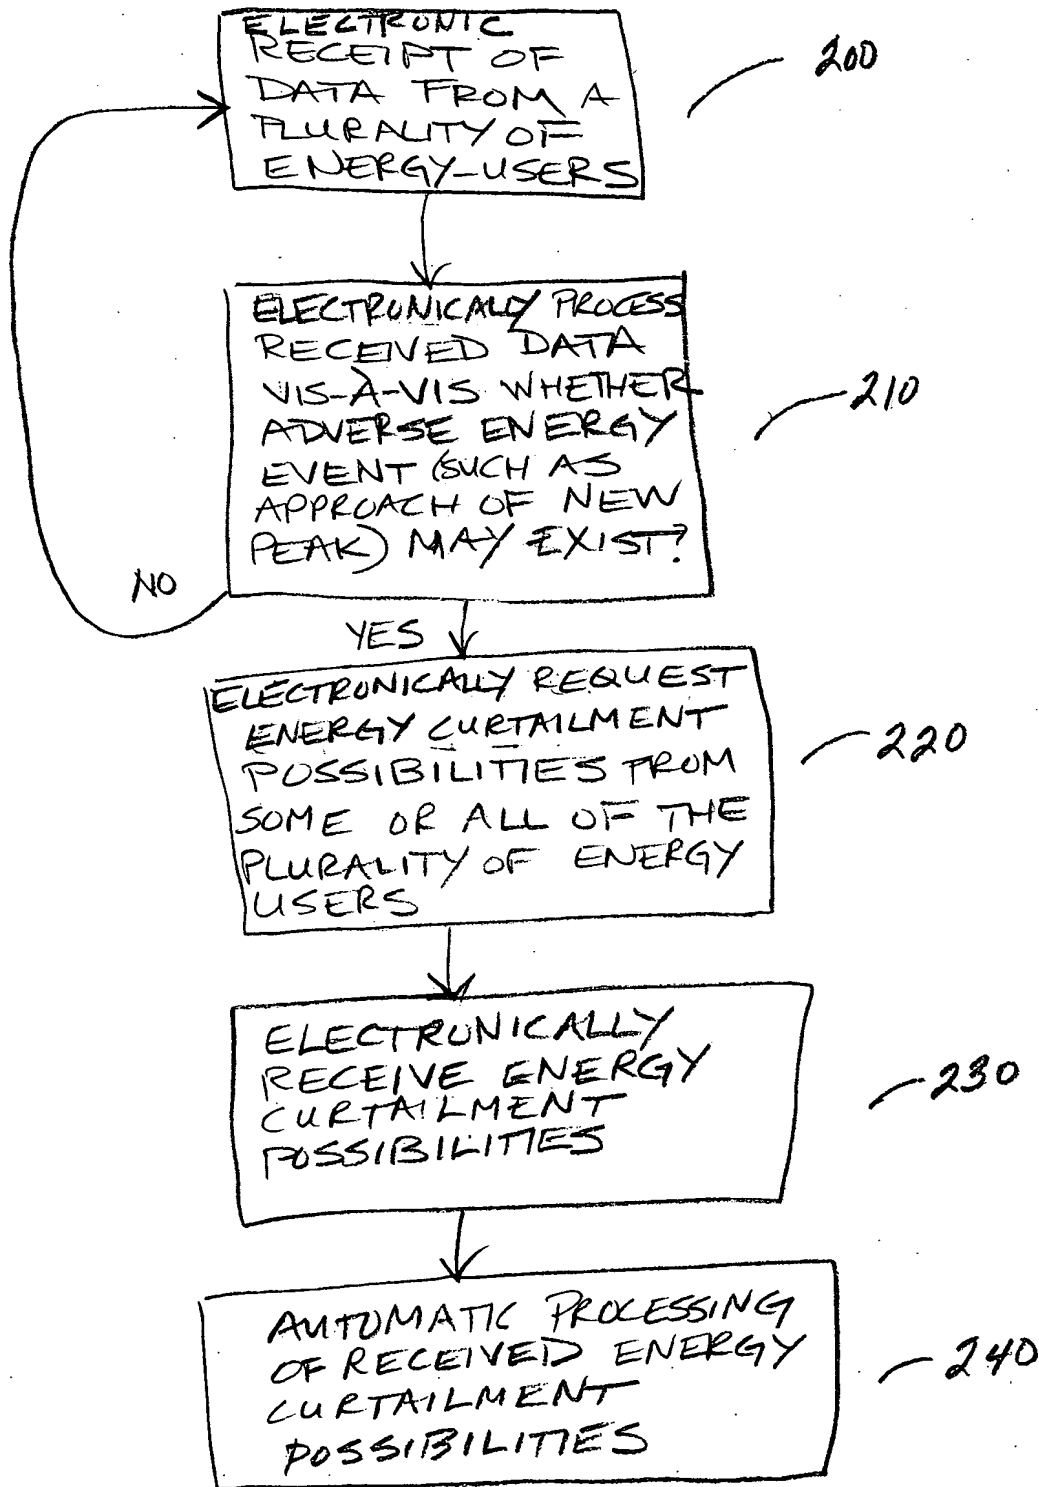 ELECTRONIC
RECEIPT OF
DATA FROM A
PLURALITY OF
ENERGY-USERS
200
ELECTRONICALLY PROCESS
RECEIVED DATA
VIS-À-VIS WHETHER
ADVERSE ENERGY
EVENT (SUCH AS
APPROACH OF NEW
PEAK) MAY EXIST?
210
NO
YES
ELECTRONICALLY REQUEST
ENERGY CURTAILMENT
POSSIBILITIES FROM
SOME OR ALL OF THE
PLURALITY OF ENERGY
USERS
220
ELECTRONICALLY
RECEIVE ENERGY
CURTAILMENT
POSSIBILITIES
230
AUTOMATIC PROCESSING
OF RECEIVED ENERGY
CURTAILMENT
POSSIBILITIES
240